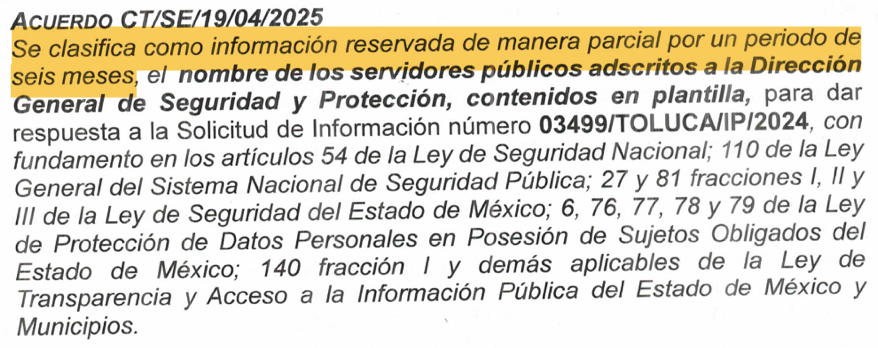 ACUERDO CT/SE/19/04/2025
Se clasifica como información reservada de manera parcial por un periodo de
seis meses, el nombre de los servidores públicos adscritos a la Dirección
General de Seguridad y Protección, contenidos en plantilla, para dar
respuesta a la Solicitud de Información número 03499/TOLUCA/IP/2024, con
fundamento en los artículos 54 de la Ley de Seguridad Nacional; 110 de la Ley
General del Sistema Nacional de Seguridad Pública; 27 y 81 fracciones I, II y
III de la Ley de Seguridad del Estado de México; 6, 76, 77, 78 y 79 de la Ley
de Protección de Datos Personales en Posesión de Sujetos Obligados del
Estado de México; 140 fracción I y demás aplicables de la Ley de
Transparencia y Acceso a la Información Pública del Estado de México y
Municipios.